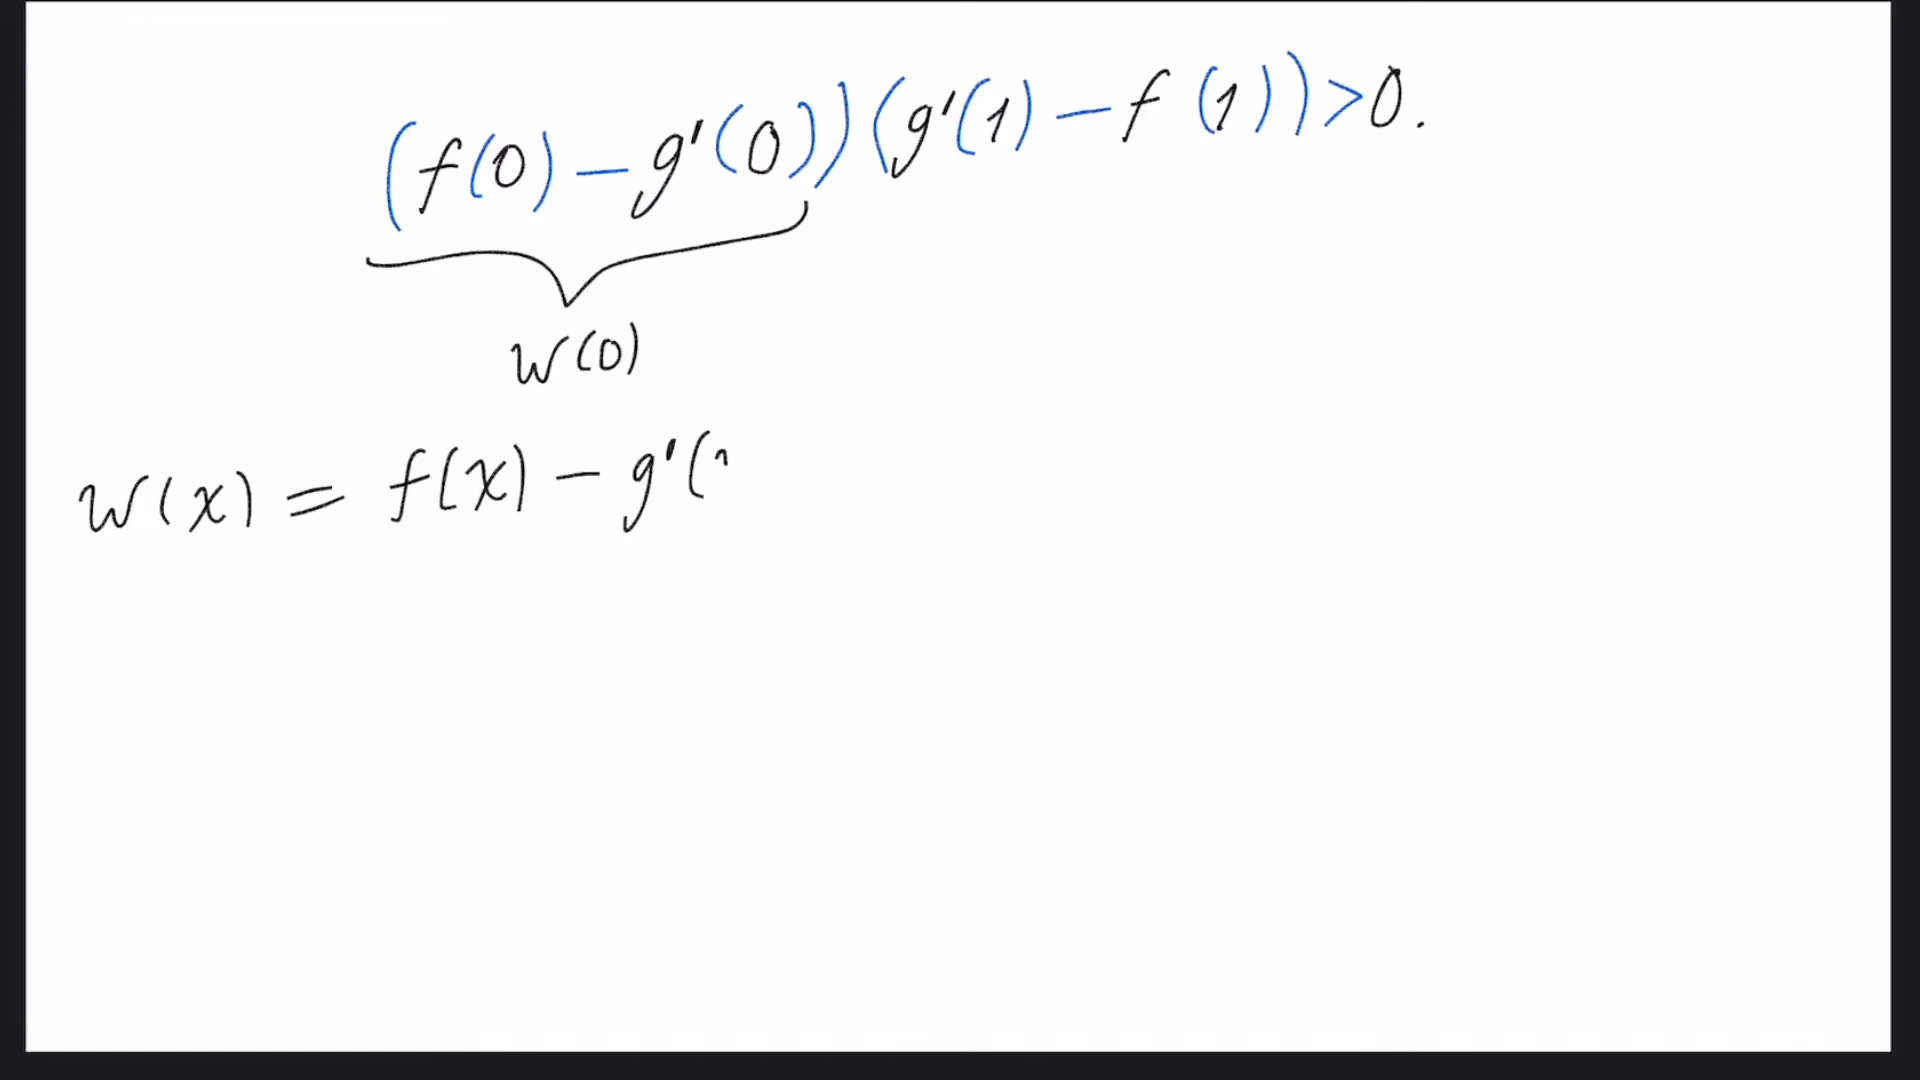 (f(0) − g'(0))(g'(1) − f(1)) > 0.
w(0)
w(x) = f(x) − g'(